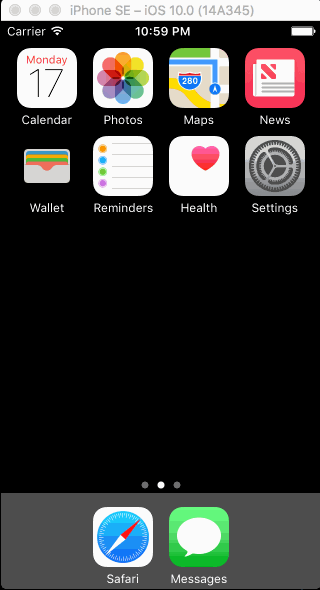 iPhone SE – iOS 10.0 (14A345)
Carrier 10:59 PM
Monday
17
280
Calendar Photos Maps News
Wallet Reminders Health Settings
Safari Messages